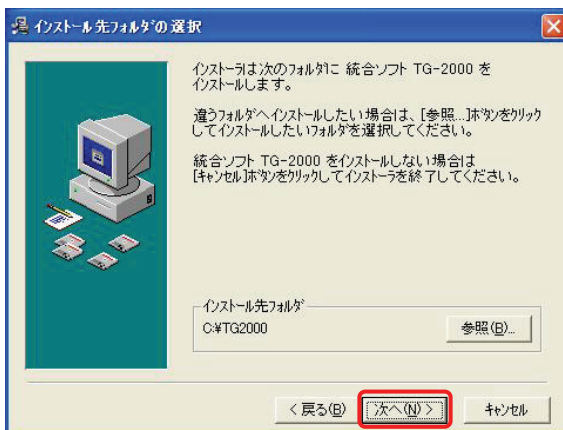 インストール先フォルダの選択
インストーラは次のフォルダに 統合ソフト TG-2000 を
インストールします。
違うフォルダへインストールしたい場合は、[参照...]ボタンをクリック
してインストールしたいフォルダを選択してください。
統合ソフト TG-2000 をインストールしない場合は
[キャンセル]ボタンをクリックしてインストーラを終了してください。
インストール先フォルダ
C:¥TG2000
参照(B)...
< 戻る(B)
次へ(N) >
キャンセル